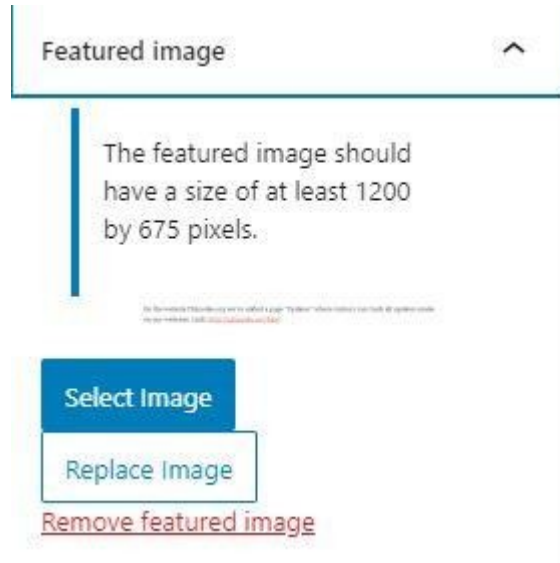 Featured image
The featured image should
have a size of at least 1200
by 675 pixels.
Select Image
Replace Image
Remove featured image